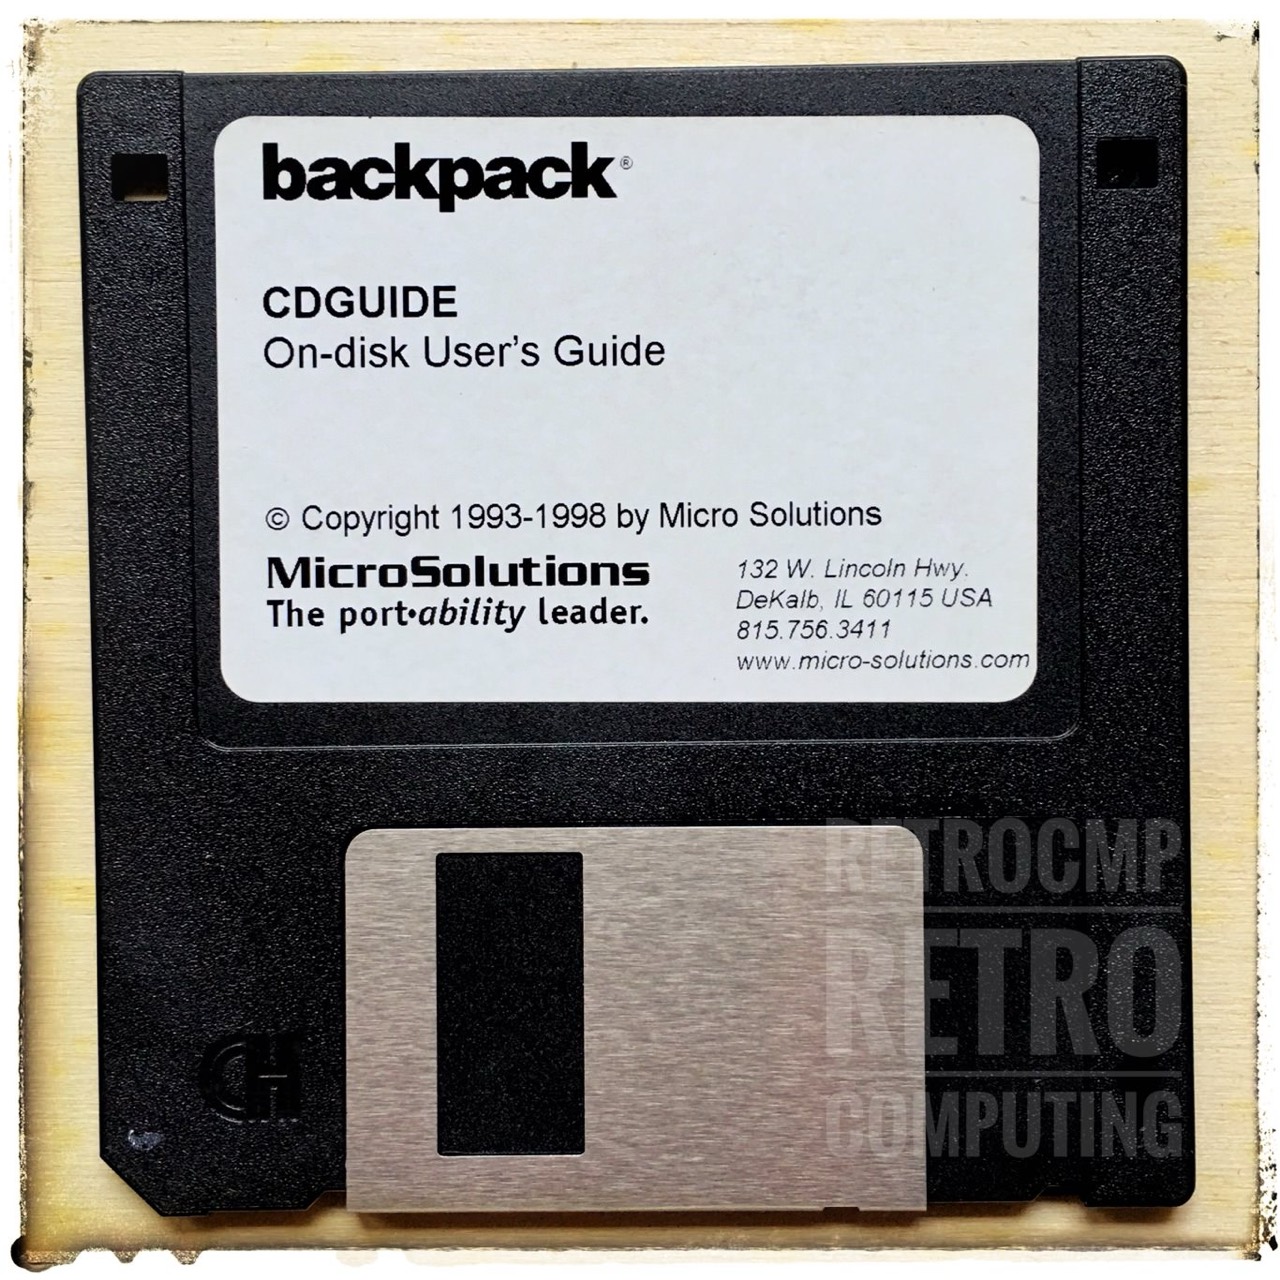 backpack®
CDGUIDE
On-disk User's Guide
© Copyright 1993-1998 by Micro Solutions
MicroSolutions
The port•ability leader.
132 W. Lincoln Hwy.
DeKalb, IL 60115 USA
815.756.3411
www.micro-solutions.com
RETROCMP
RETRO
COMPUTING
CH